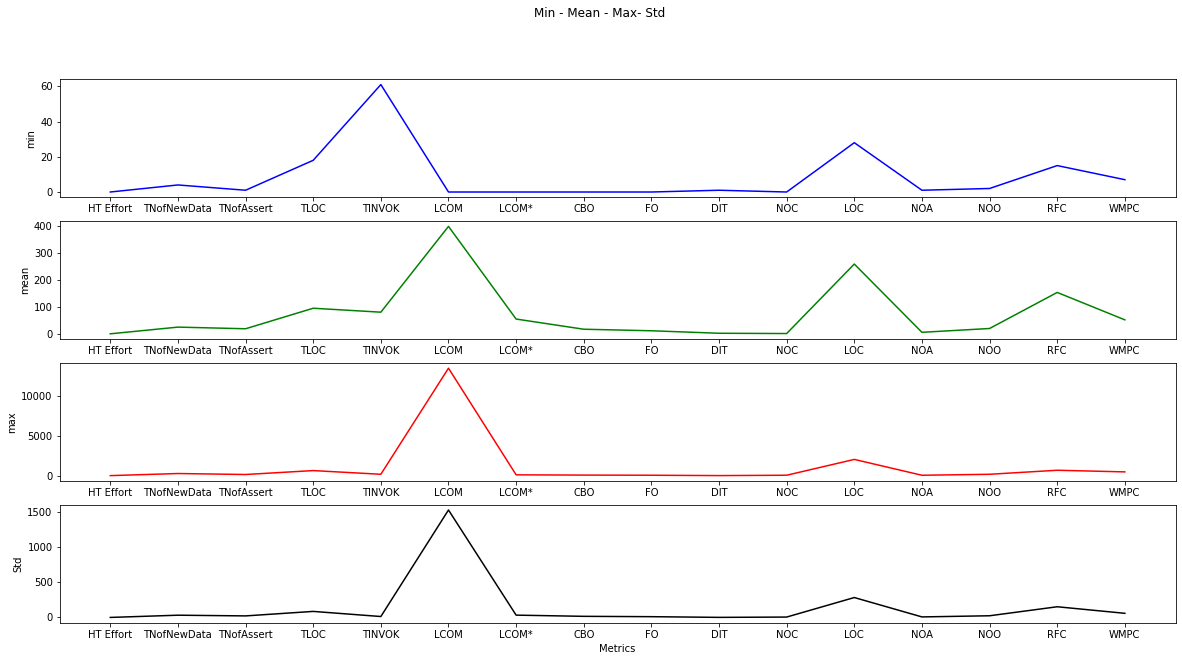 Min - Mean - Max- Std
60
40
20
0
min
HT Effort TNofNewData TNofAssert TLOC TINVOK LCOM LCOM* CBO FO DIT NOC LOC NOA NOO RFC WMPC
400
300
200
100
0
mean
HT Effort TNofNewData TNofAssert TLOC TINVOK LCOM LCOM* CBO FO DIT NOC LOC NOA NOO RFC WMPC
10000
5000
0
max
HT Effort TNofNewData TNofAssert TLOC TINVOK LCOM LCOM* CBO FO DIT NOC LOC NOA NOO RFC WMPC
1500
1000
500
0
Std
HT Effort TNofNewData TNofAssert TLOC TINVOK LCOM LCOM* CBO FO DIT NOC LOC NOA NOO RFC WMPC
Metrics